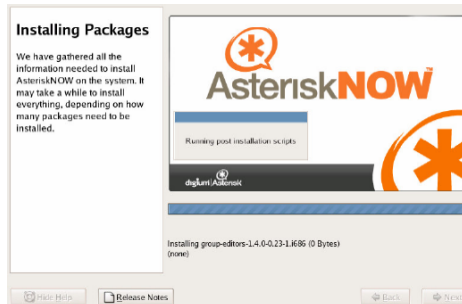 Installing Packages
We have gathered all the
information needed to install
AsteriskNOW on the system. It
may take a while to install
everything, depending on how
many packages need to be
installed.
AsteriskNOW™
Running post installation scripts
digium|Asterisk
Installing group-editors-1.4.0-0.23-1.i686 (0 Bytes)
(none)
Hide Help
Release Notes
Back
Next